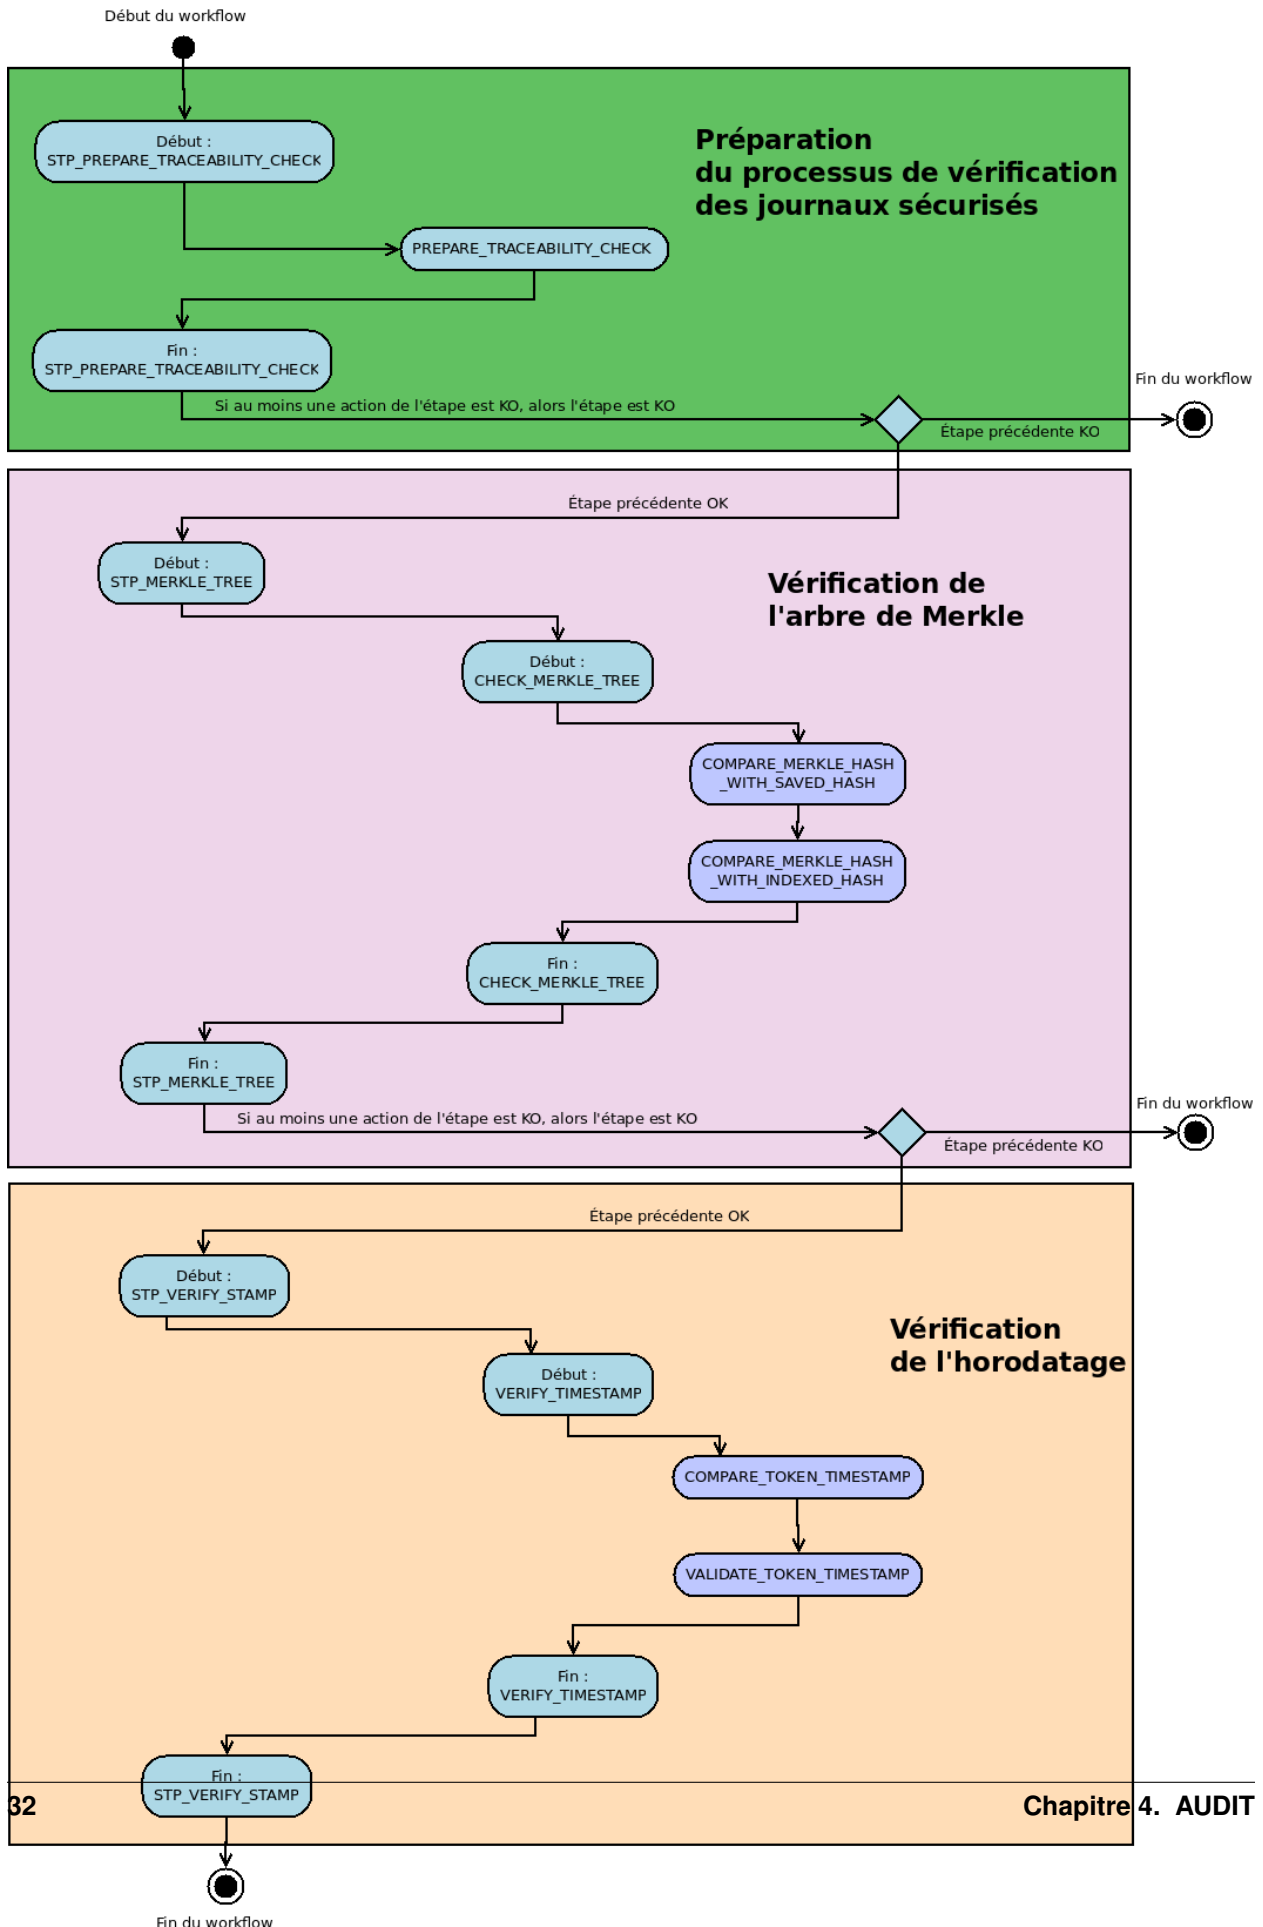 Début du workflow
Début :
STP_PREPARE_TRACEABILITY_CHECK
Préparation
du processus de vérification
des journaux sécurisés
PREPARE_TRACEABILITY_CHECK
Fin :
STP_PREPARE_TRACEABILITY_CHECK
Fin du workflow
Si au moins une action de l'étape est KO, alors l'étape est KO
Étape précédente KO
Étape précédente OK
Début :
STP_MERKLE_TREE
Vérification de
l'arbre de Merkle
Début :
CHECK_MERKLE_TREE
COMPARE_MERKLE_HASH
_WITH_SAVED_HASH
COMPARE_MERKLE_HASH
_WITH_INDEXED_HASH
Fin :
CHECK_MERKLE_TREE
Fin :
STP_MERKLE_TREE
Fin du workflow
Si au moins une action de l'étape est KO, alors l'étape est KO
Étape précédente KO
Étape précédente OK
Début :
STP_VERIFY_STAMP
Vérification
de l'horodatage
Début :
VERIFY_TIMESTAMP
COMPARE_TOKEN_TIMESTAMP
VALIDATE_TOKEN_TIMESTAMP
Fin :
VERIFY_TIMESTAMP
Fin :
STP_VERIFY_STAMP
32
Chapitre 4. AUDIT
Fin du workflow